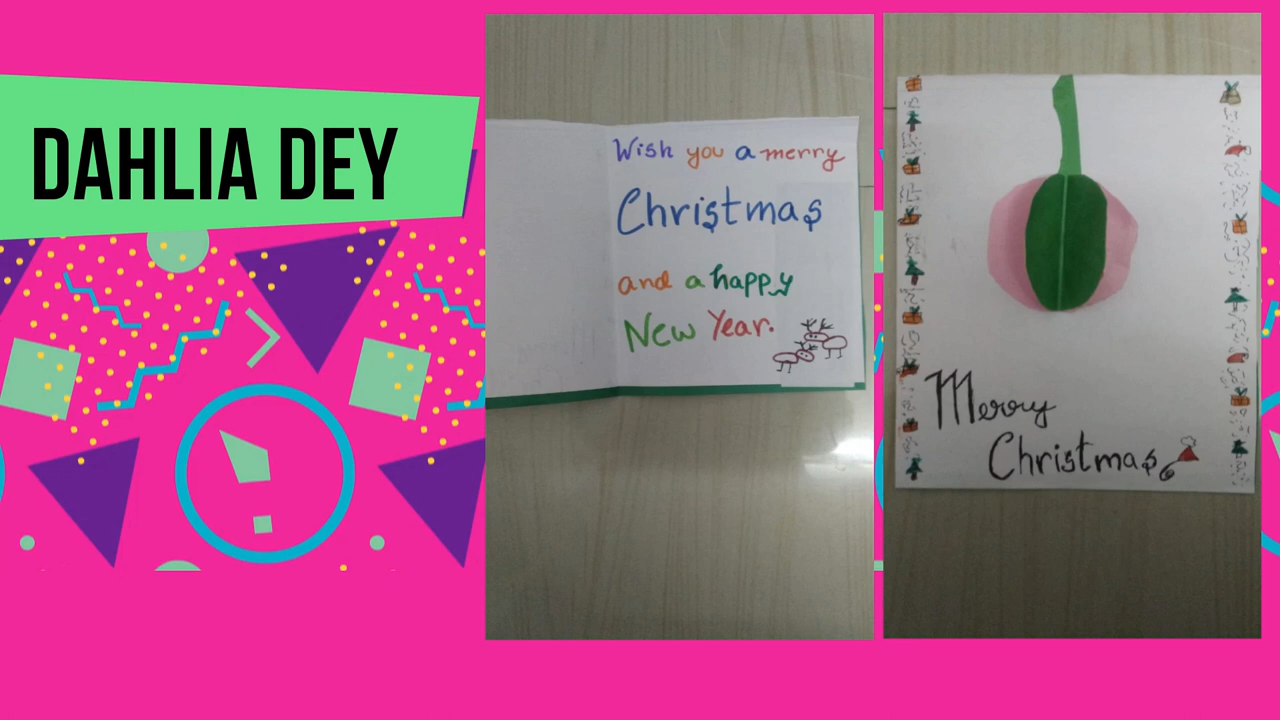 DAHLIA DEY
Wish you a merry
Christmas
and a happy
New Year.
Merry
Christmas